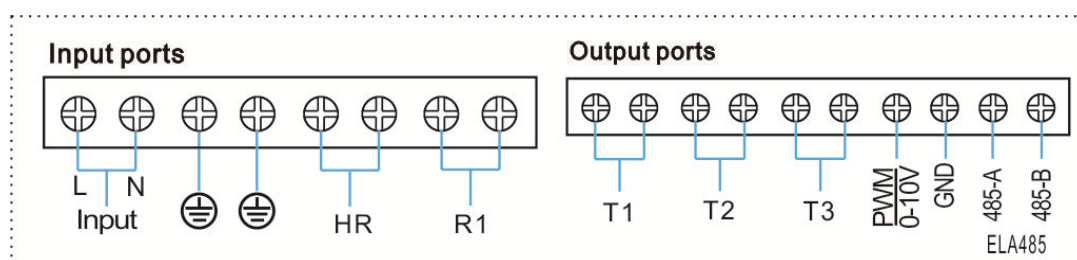 Input ports
L N
Input
HR
R1
Output ports
T1
T2
T3
PWM
0-10V
GND
485-A
485-B
ELA485